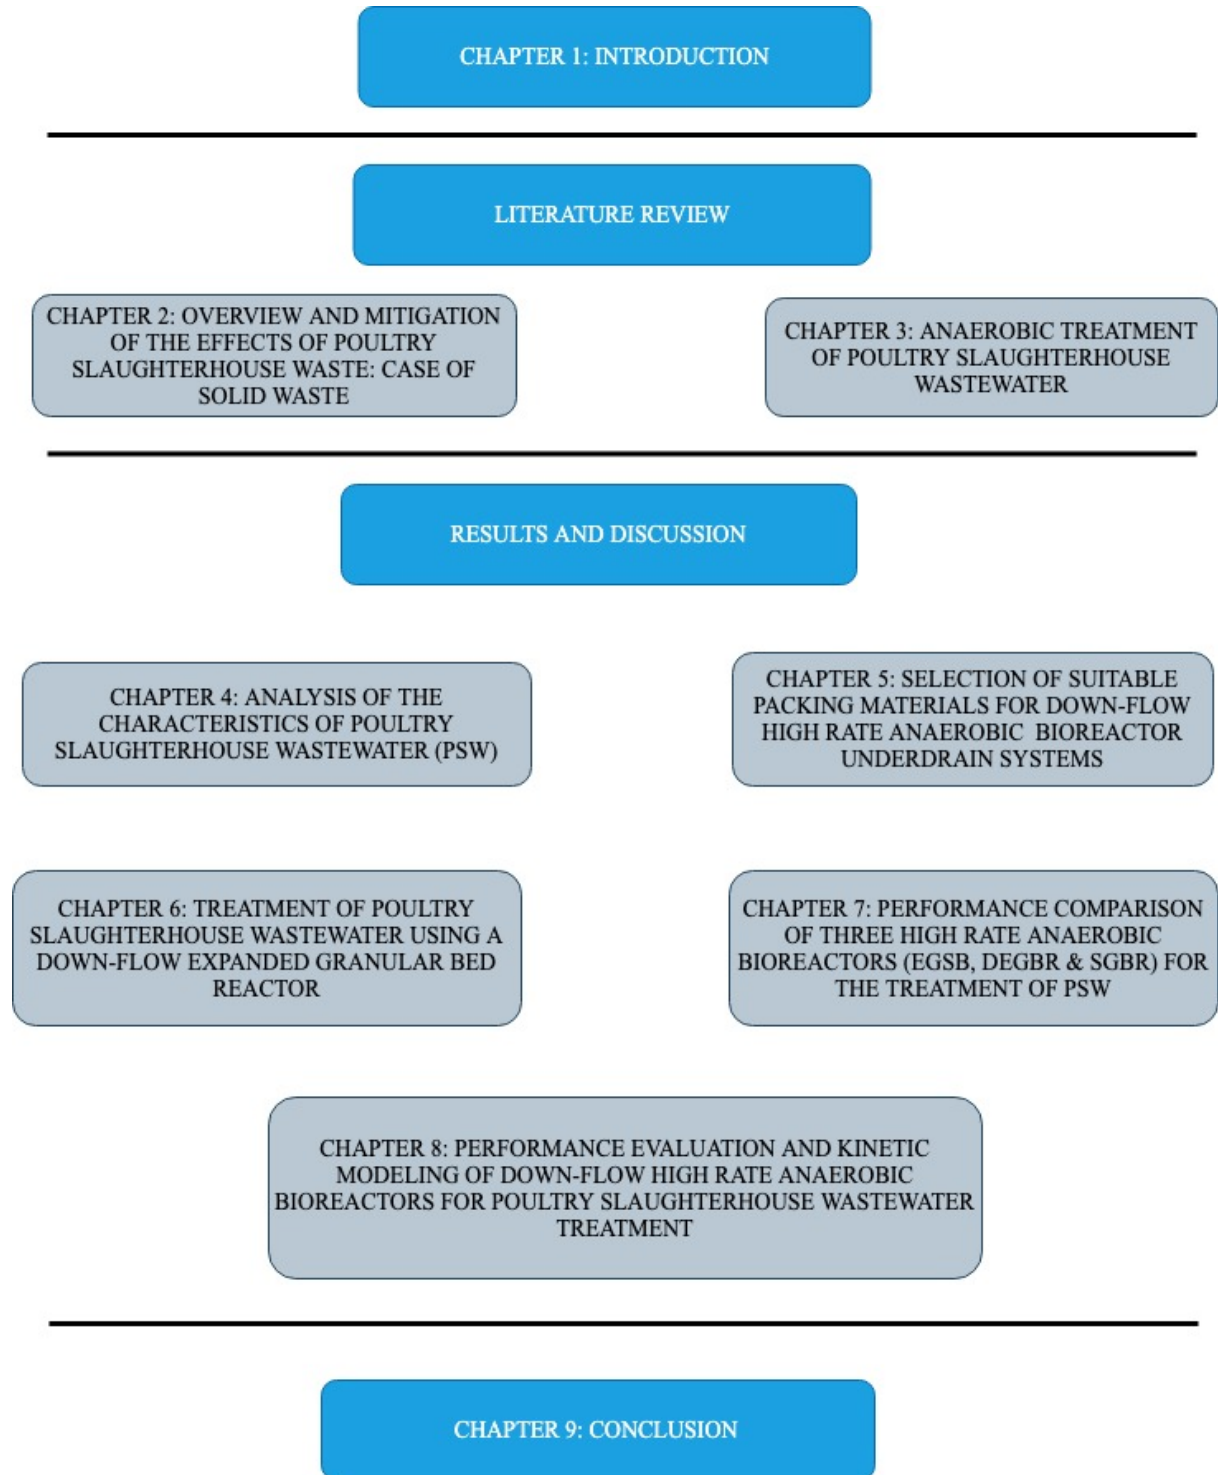 CHAPTER 1: INTRODUCTION
LITERATURE REVIEW
CHAPTER 2: OVERVIEW AND MITIGATION
OF THE EFFECTS OF POULTRY
SLAUGHTERHOUSE WASTE: CASE OF
SOLID WASTE
CHAPTER 3: ANAEROBIC TREATMENT
OF POULTRY SLAUGHTERHOUSE
WASTEWATER
RESULTS AND DISCUSSION
CHAPTER 4: ANALYSIS OF THE
CHARACTERISTICS OF POULTRY
SLAUGHTERHOUSE WASTEWATER (PSW)
CHAPTER 5: SELECTION OF SUITABLE
PACKING MATERIALS FOR DOWN-FLOW
HIGH RATE ANAEROBIC BIOREACTOR
UNDERDRAIN SYSTEMS
CHAPTER 6: TREATMENT OF POULTRY
SLAUGHTERHOUSE WASTEWATER USING A
DOWN-FLOW EXPANDED GRANULAR BED
REACTOR
CHAPTER 7: PERFORMANCE COMPARISON
OF THREE HIGH RATE ANAEROBIC
BIOREACTORS (EGSB, DEGBR & SGBR) FOR
THE TREATMENT OF PSW
CHAPTER 8: PERFORMANCE EVALUATION AND KINETIC
MODELING OF DOWN-FLOW HIGH RATE ANAEROBIC
BIOREACTORS FOR POULTRY SLAUGHTERHOUSE WASTEWATER
TREATMENT
CHAPTER 9: CONCLUSION